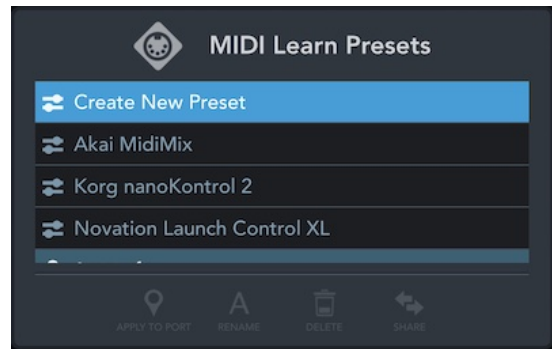 MIDI Learn Presets
Create New Preset
Akai MidiMix
Korg nanoKontrol 2
Novation Launch Control XL
APPLY TO PORT RENAME DELETE SHARE